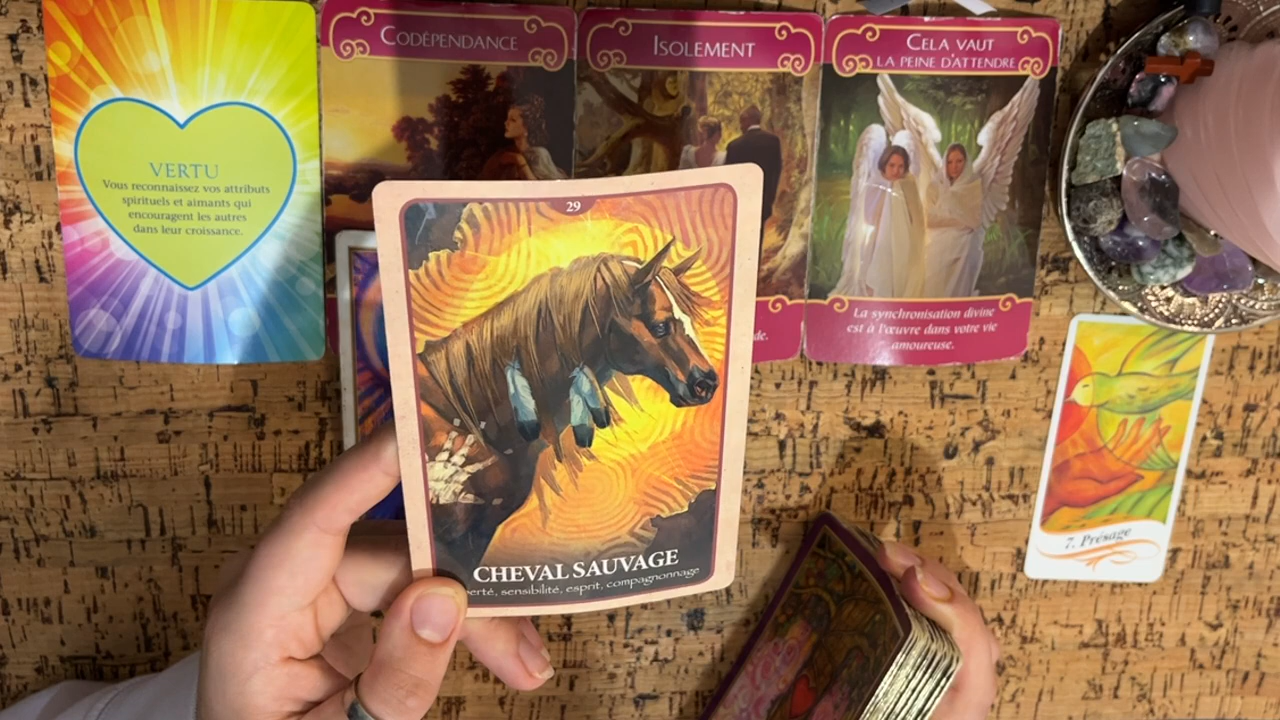 VERTU
Vous reconnaissez vos attributs
spirituels et aimants qui
encouragent les autres
dans leur croissance.
CODÉPENDANCE
ISOLEMENT
CELA VAUT
LA PEINE D'ATTENDRE
La synchronisation divine
est à l'œuvre dans votre vie
amoureuse.
29
CHEVAL SAUVAGE
sensibilité, esprit, compagnonnage
7. Présage